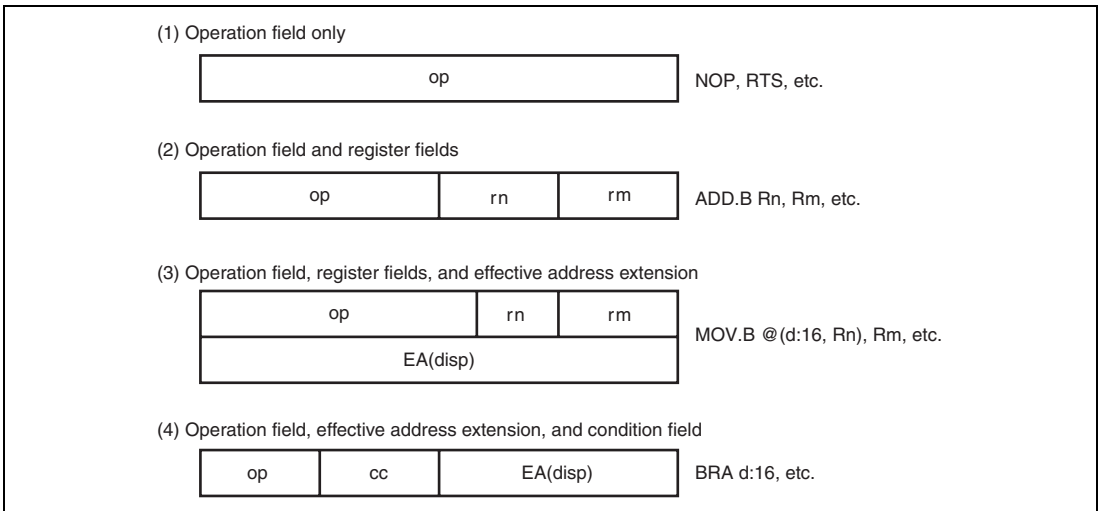 (1) Operation field only
op
NOP, RTS, etc.
(2) Operation field and register fields
op rn rm
ADD.B Rn, Rm, etc.
(3) Operation field, register fields, and effective address extension
op rn rm
EA(disp)
MOV.B @(d:16, Rn), Rm, etc.
(4) Operation field, effective address extension, and condition field
op cc EA(disp)
BRA d:16, etc.